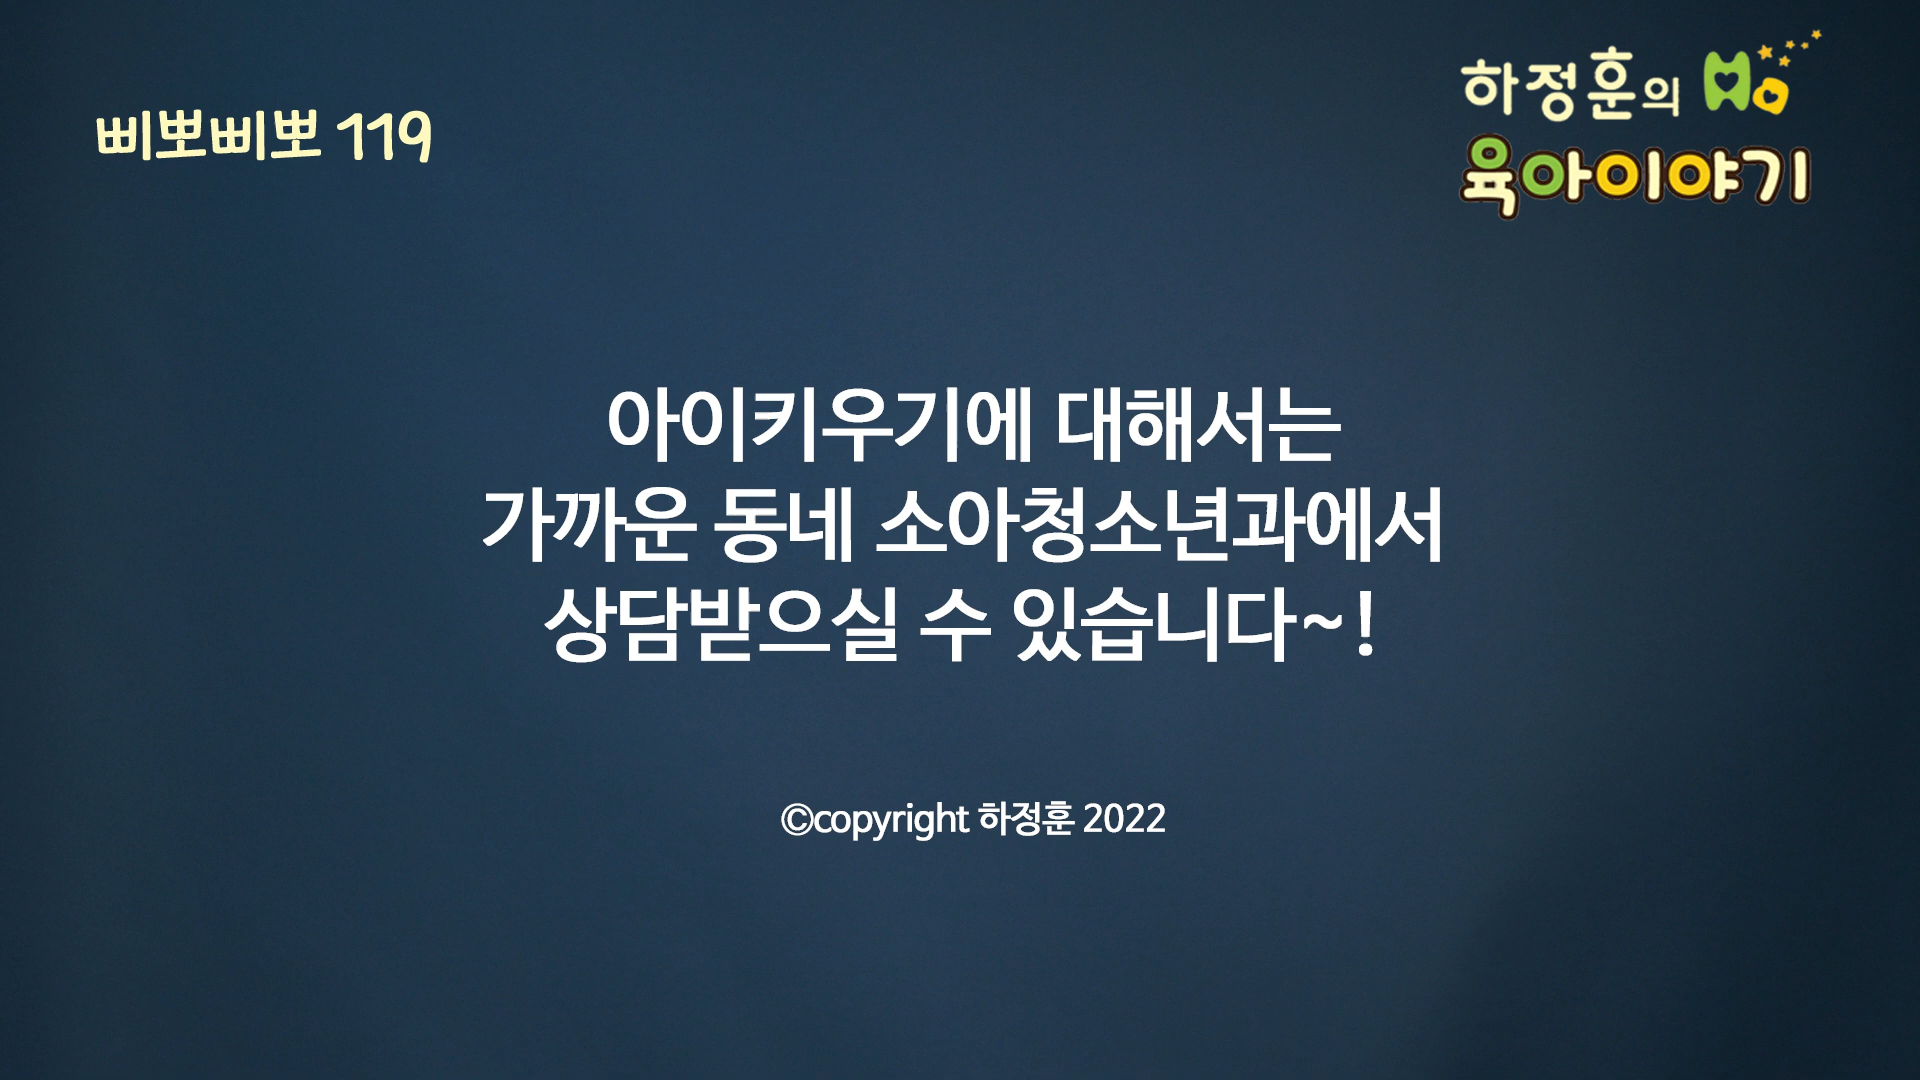 삐뽀삐뽀 119
하정훈의
육아이야기
아이키우기에 대해서는
가까운 동네 소아청소년과에서
상담받으실 수 있습니다~!
©copyright 하정훈 2022